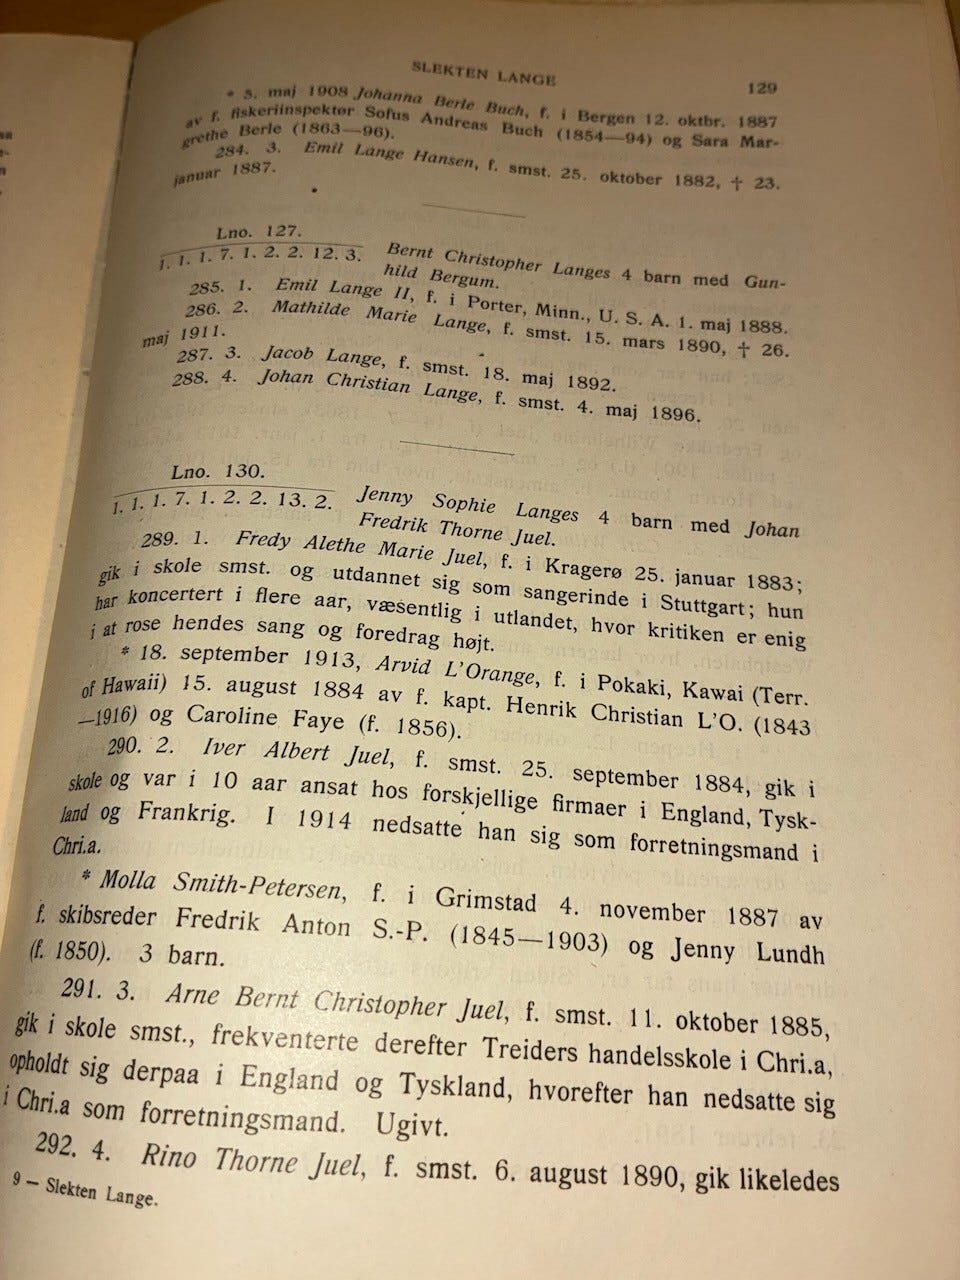 SLEKTEN LANGE 129
* 5. maj 1908 Johanna Berle Buch, f. i Bergen 12. oktbr. 1887
av f. fiskeriinspektør Sofus Andreas Buch (1854—94) og Sara Mar-
grethe Berle (1863—96).
284. 3. Emil Lange Hansen, f. smst. 25. oktober 1882, † 23.
januar 1887.
Lno. 127.
1. 1. 1. 7. 1. 2. 2. 12. 3. Bernt Christopher Langes 4 barn med Gun-
hild Bergum.
285. 1. Emil Lange II, f. i Porter, Minn., U. S. A. 1. maj 1888.
286. 2. Mathilde Marie Lange, f. smst. 15. mars 1890, † 26.
maj 1911.
287. 3. Jacob Lange, f. smst. 18. maj 1892.
288. 4. Johan Christian Lange, f. smst. 4. maj 1896.
Lno. 130.
1. 1. 1. 7. 1. 2. 2. 13. 2. Jenny Sophie Langes 4 barn med Johan
Fredrik Thorne Juel.
289. 1. Fredy Alethe Marie Juel, f. i Kragerø 25. januar 1883;
gik i skole smst. og utdannet sig som sangerinde i Stuttgart; hun
har koncertert i flere aar, væsentlig i utlandet, hvor kritiken er enig
i at rose hendes sang og foredrag højt.
* 18. september 1913, Arvid L'Orange, f. i Pokaki, Kawai (Terr.
of Hawaii) 15. august 1884 av f. kapt. Henrik Christian L'O. (1843
—1916) og Caroline Faye (f. 1856).
290. 2. Iver Albert Juel, f. smst. 25. september 1884, gik i
skole og var i 10 aar ansat hos forskjellige firmaer i England, Tysk-
land og Frankrig. I 1914 nedsatte han sig som forretningsmand i
Chri.a.
* Molla Smith-Petersen, f. i Grimstad 4. november 1887 av
f. skibsreder Fredrik Anton S.-P. (1845—1903) og Jenny Lundh
(f. 1850). 3 barn.
291. 3. Arne Bernt Christopher Juel, f. smst. 11. oktober 1885,
gik i skole smst., frekventerte derefter Treiders handelsskole i Chri.a,
opholdt sig derpaa i England og Tyskland, hvorefter han nedsatte sig
i Chri.a som forretningsmand. Ugivt.
292. 4. Rino Thorne Juel, f. smst. 6. august 1890, gik likeledes
9 — Slekten Lange.